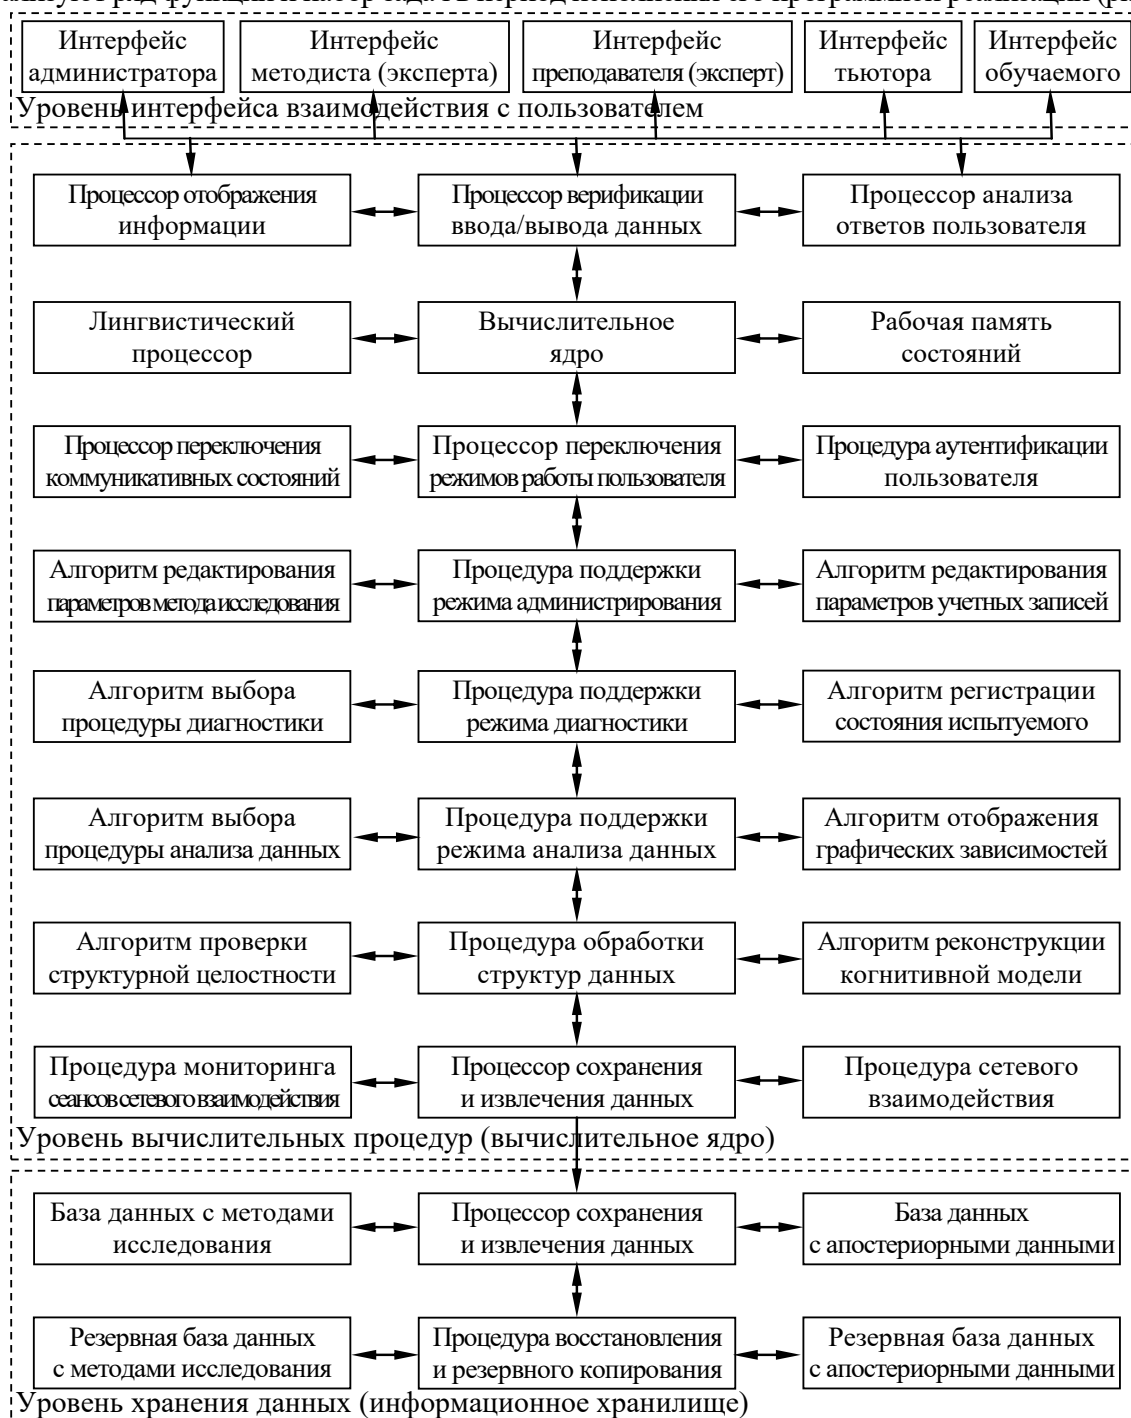 Интерфейс
администратора
Интерфейс
методиста (эксперта)
Интерфейс
преподавателя (эксперт)
Интерфейс
тьютора
Интерфейс
обучаемого
Уровень интерфейса взаимодействия с пользователем
Процессор отображения
информации
Процессор верификации
ввода/вывода данных
Процессор анализа
ответов пользователя
Лингвистический
процессор
Вычислительное
ядро
Рабочая память
состояний
Процессор переключения
коммуникативных состояний
Процессор переключения
режимов работы пользователя
Процедура аутентификации
пользователя
Алгоритм редактирования
параметров метода исследования
Процедура поддержки
режима администрирования
Алгоритм редактирования
параметров учетных записей
Алгоритм выбора
процедуры диагностики
Процедура поддержки
режима диагностики
Алгоритм регистрации
состояния испытуемого
Алгоритм выбора
процедуры анализа данных
Процедура поддержки
режима анализа данных
Алгоритм отображения
графических зависимостей
Алгоритм проверки
структурной целостности
Процедура обработки
структур данных
Алгоритм реконструкции
когнитивной модели
Процедура мониторинга
сеансов сетевого взаимодействия
Процессор сохранения
и извлечения данных
Процедура сетевого
взаимодействия
Уровень вычислительных процедур (вычислительное ядро)
База данных с методами
исследования
Процессор сохранения
и извлечения данных
База данных
с апостериорными данными
Резервная база данных
с методами исследования
Процедура восстановления
и резервного копирования
Резервная база данных
с апостериорными данными
Уровень хранения данных (информационное хранилище)